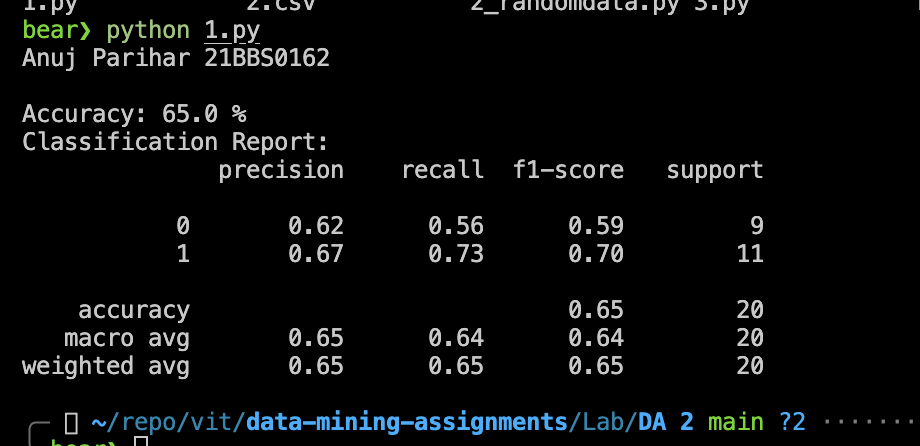 1.py 2.csv 2_randomdata.py 3.py
bear❯ python 1.py
Anuj Parihar 21BBS0162
Accuracy: 65.0 %
Classification Report:
precision recall f1-score support
0 0.62 0.56 0.59 9
1 0.67 0.73 0.70 11
accuracy 0.65 20
macro avg 0.65 0.64 0.64 20
weighted avg 0.65 0.65 0.65 20
~/repo/vit/data-mining-assignments/Lab/DA 2 main ?2 ·······
bear❯